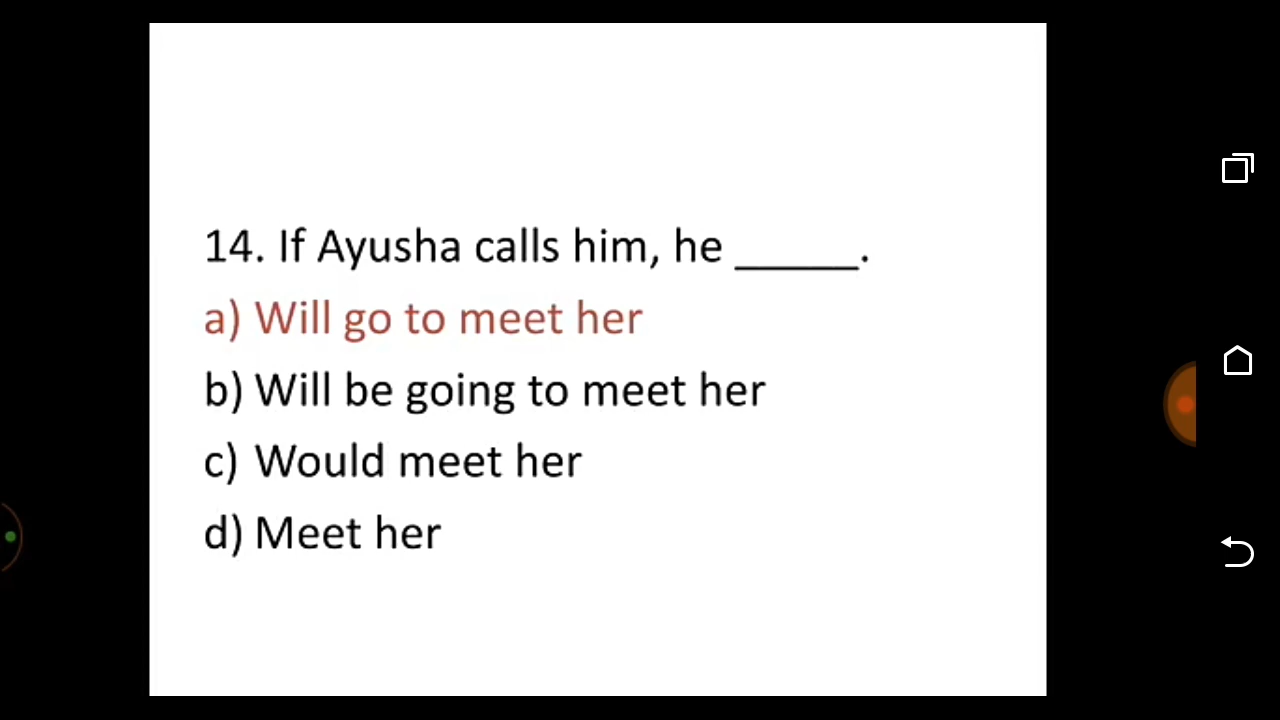 14. If Ayusha calls him, he _____.
a) Will go to meet her
b) Will be going to meet her
c) Would meet her
d) Meet her